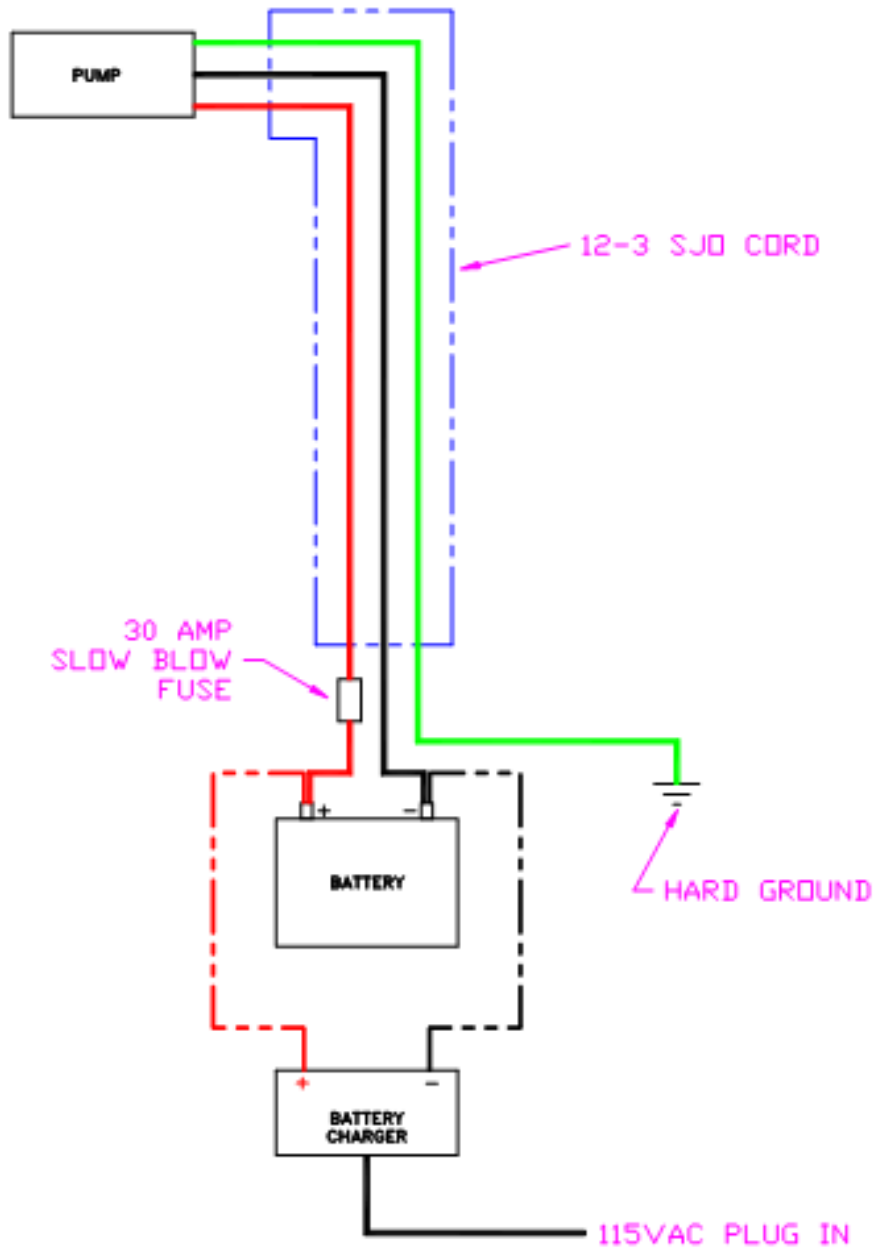 PUMP
12-3 SJO CORD
30 AMP
SLOW BLOW
FUSE
+ -
BATTERY
HARD GROUND
+ -
BATTERY
CHARGER
115VAC PLUG IN